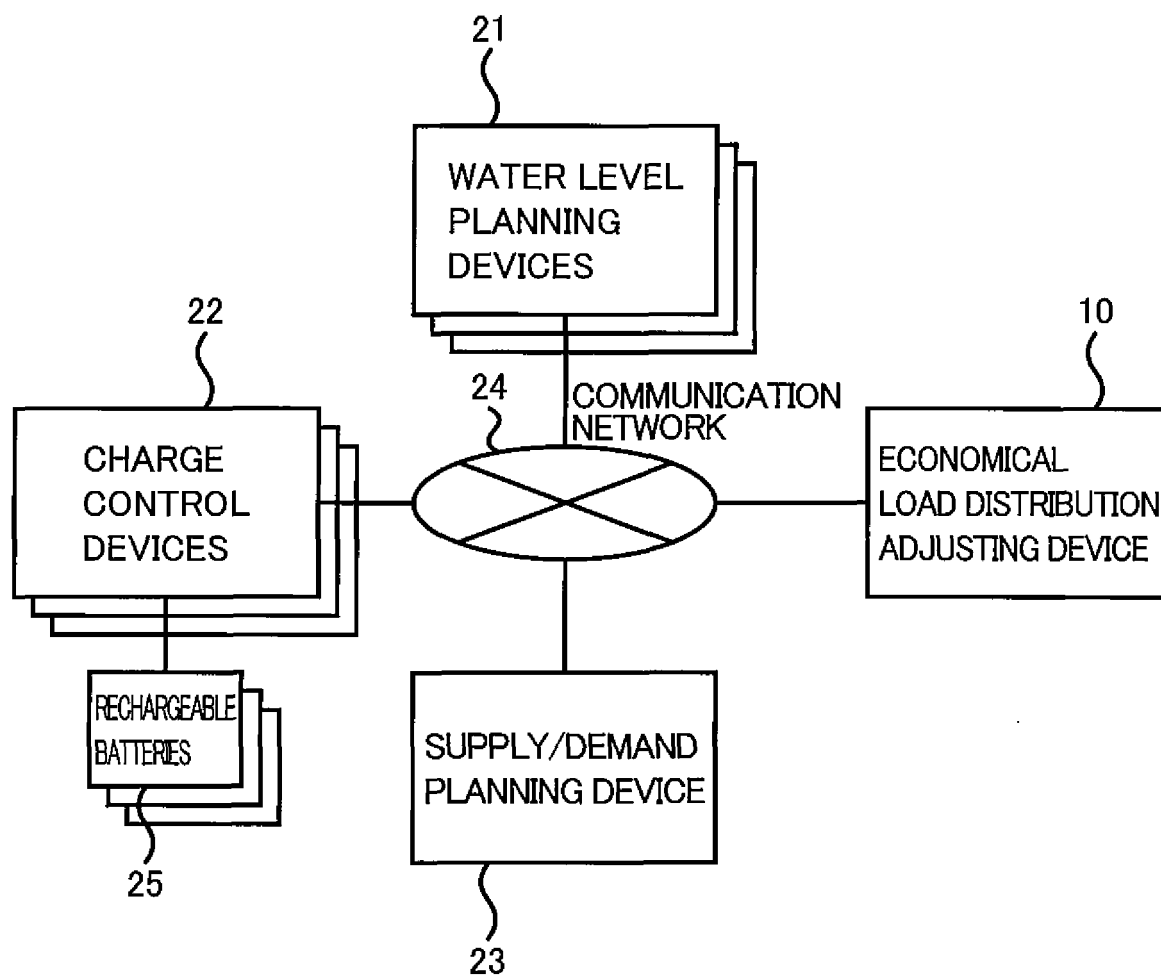 21
WATER LEVEL
PLANNING
DEVICES
22
10
CHARGE
CONTROL
DEVICES
24
COMMUNICATION
NETWORK
ECONOMICAL
LOAD DISTRIBUTION
ADJUSTING DEVICE
RECHARGEABLE
BATTERIES
25
SUPPLY/DEMAND
PLANNING DEVICE
23